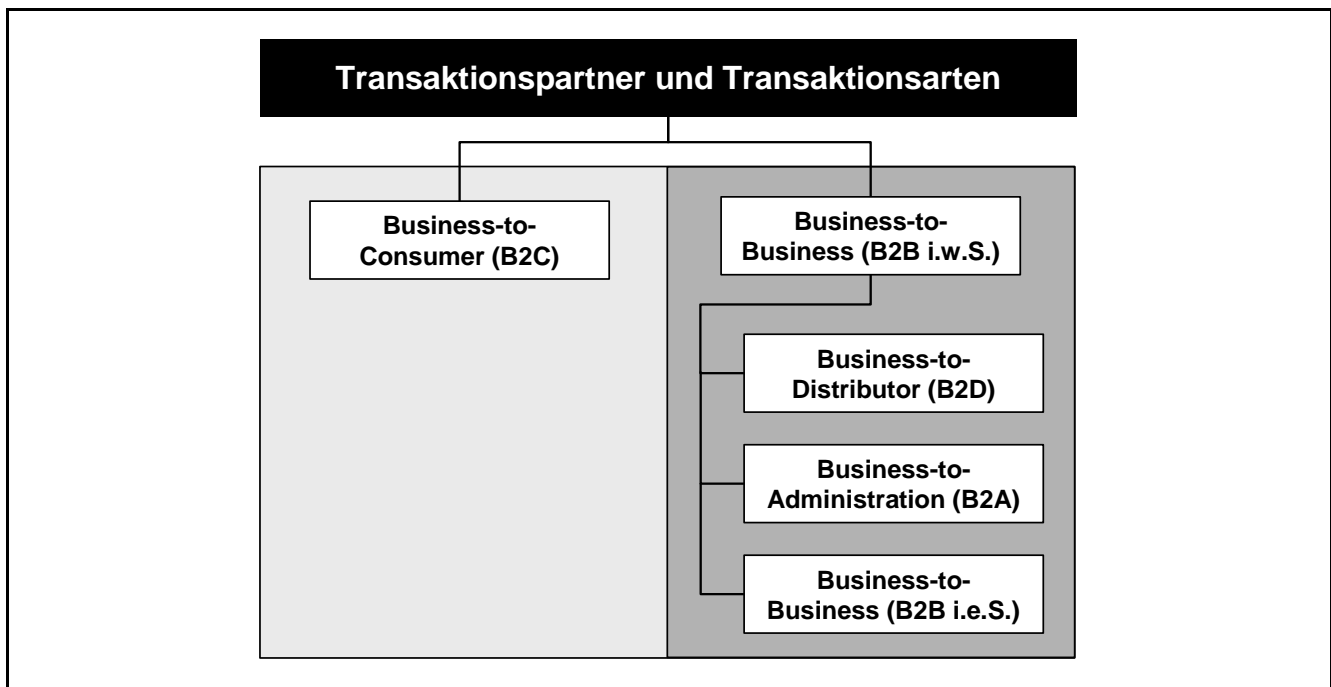 Transaktionspartner und Transaktionsarten
Business-to-
Consumer (B2C)
Business-to-
Business (B2B i.w.S.)
Business-to-
Distributor (B2D)
Business-to-
Administration (B2A)
Business-to-
Business (B2B i.e.S.)